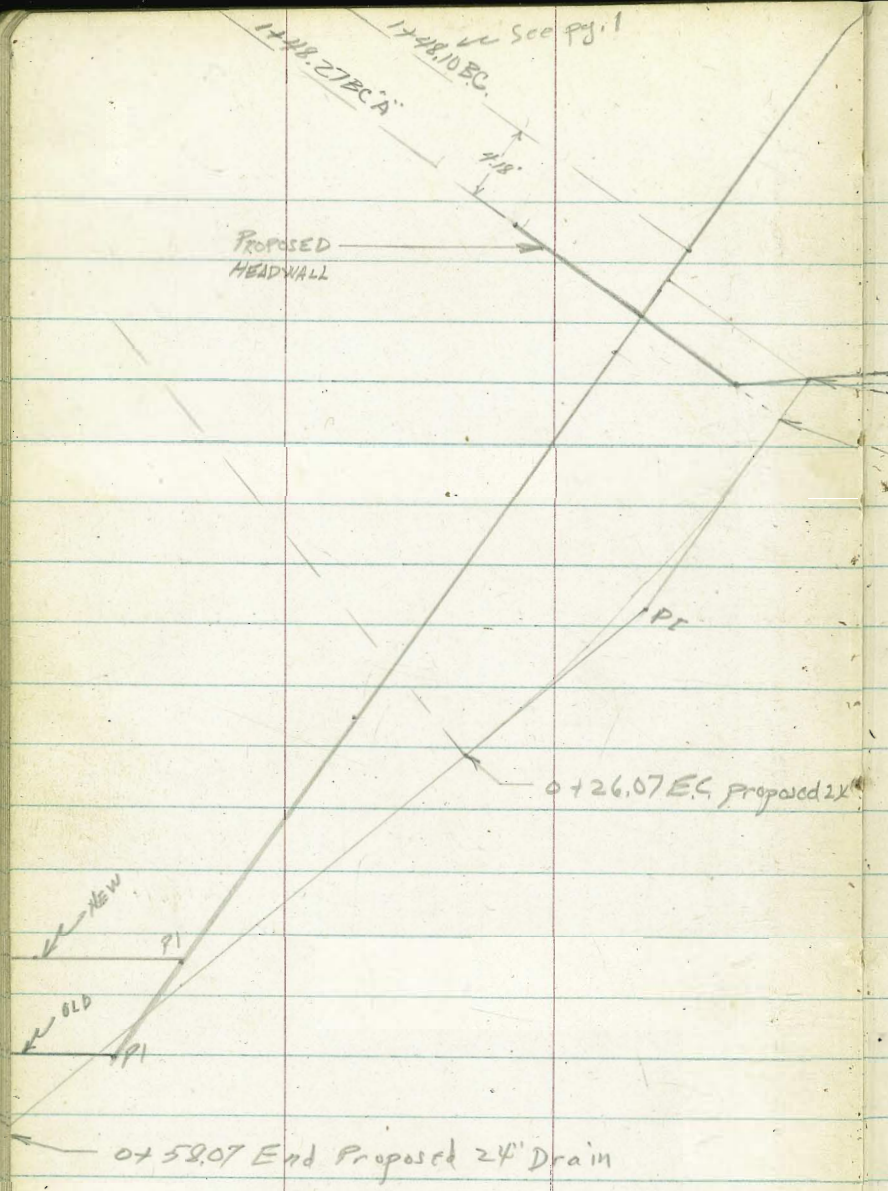 1+48.10 BC.
See pg. 1
1+48.27 BC "A"
4.18'
PROPOSED
HEADWALL
PI
0+26.07 E.C. proposed 24"
NEW
PI
OLD
PI
0+58.07 End Proposed 24" Drain